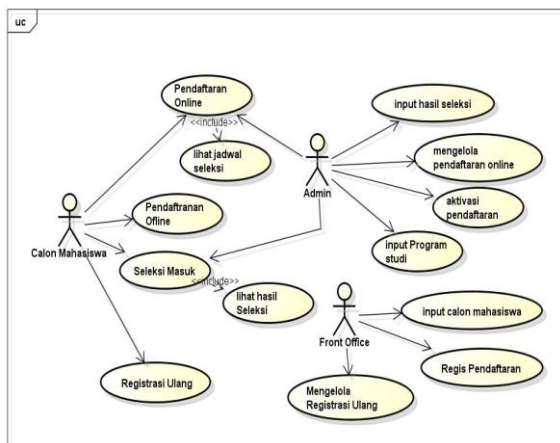 uc
Pendaftaran
Online
<<include>>
lihat jadwal
seleksi
input hasil seleksi
mengelola
pendaftaran online
Admin
aktivasi
pendaftaran
Pendaftranan
Ofline
Calon Mahasiswa
input Program
studi
Seleksi Masuk
<<include>>
lihat hasil
Seleksi
input calon mahasiswa
Front Office
Regis Pendaftaran
Registrasi Ulang
Mengelola
Registrasi Ulang